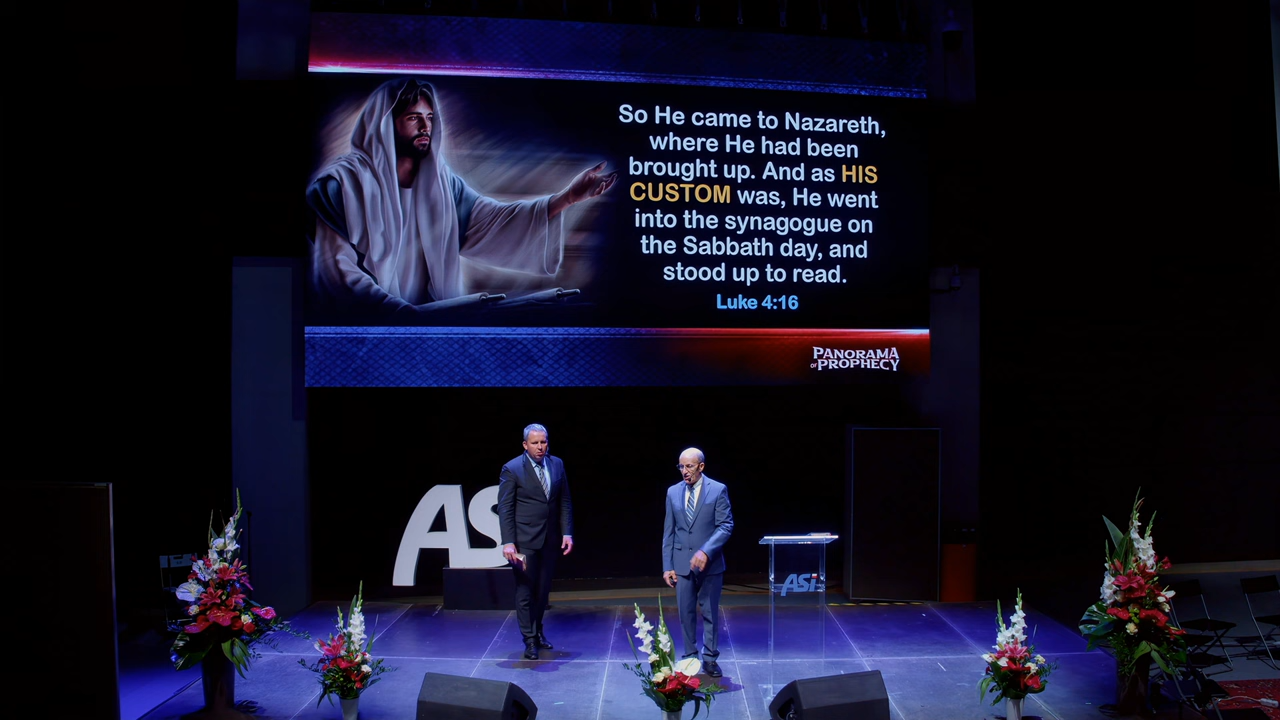 So He came to Nazareth,
where He had been
brought up. And as HIS
CUSTOM was, He went
into the synagogue on
the Sabbath day, and
stood up to read.
Luke 4:16
PANORAMA
OF PROPHECY
AS
ASi